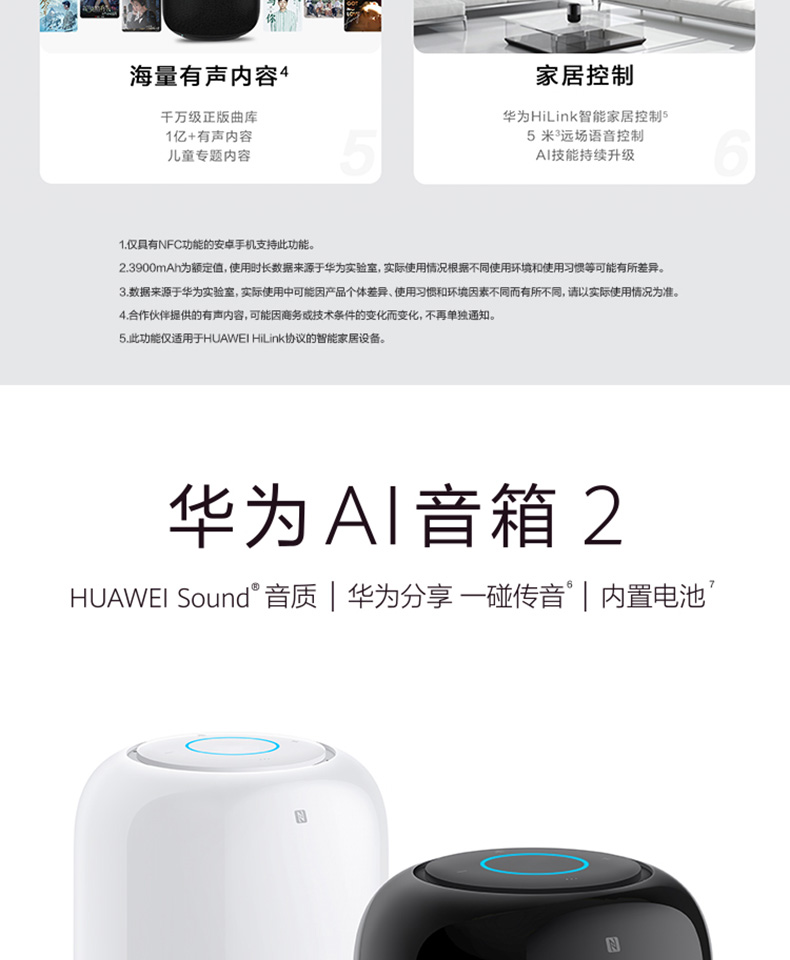 海量有声内容4
千万级正版曲库
1亿+有声内容
儿童专题内容
5
家居控制
华为HiLink智能家居控制5
5 米3远场语音控制
AI技能持续升级
6
1.仅具有NFC功能的安卓手机支持此功能。
2.3900mAh为额定值，使用时长数据来源于华为实验室，实际使用情况根据不同使用环境和使用习惯等可能有所差异。
3.数据来源于华为实验室，实际使用中可能因产品个体差异、使用习惯和环境因素不同而有所不同，请以实际使用情况为准。
4.合作伙伴提供的有声内容，可能因商务或技术条件的变化而变化，不再单独通知。
5.此功能仅适用于HUAWEI HiLink协议的智能家居设备。
华为AI音箱 2
HUAWEI Sound®音质 | 华为分享 一碰传音6 | 内置电池7